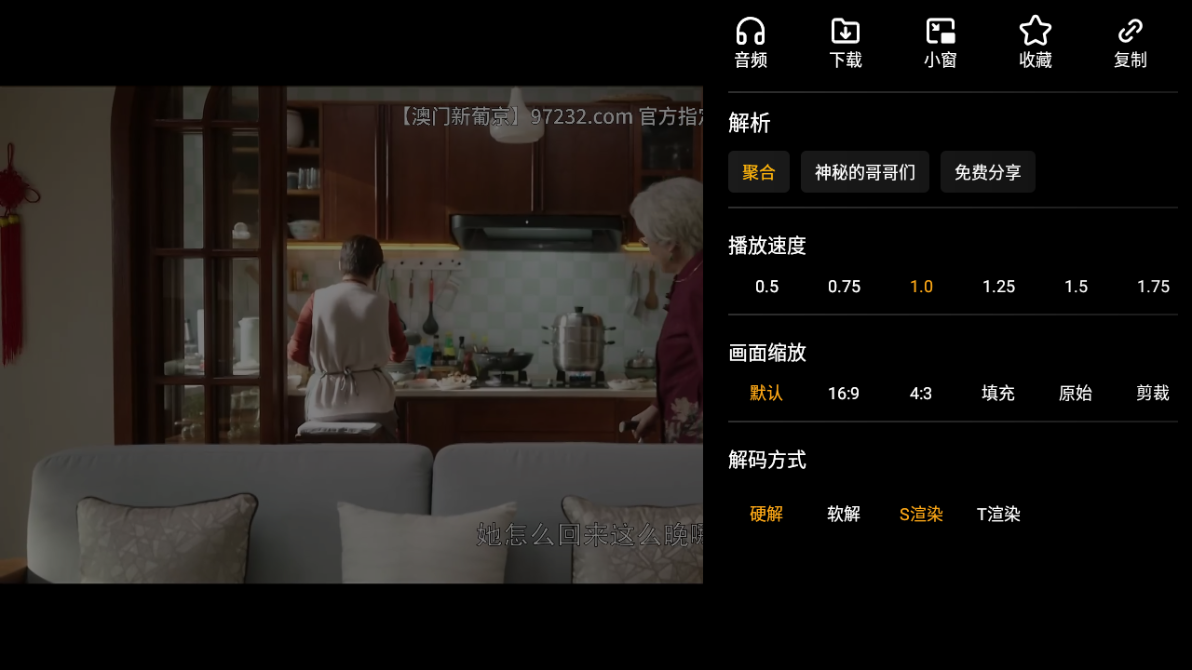 音频 下载 小窗 收藏 复制
【澳门新葡京】97232.com 官方指
解析
聚合 神秘的哥哥们 免费分享
播放速度
0.5 0.75 1.0 1.25 1.5 1.75
画面缩放
默认 16:9 4:3 填充 原始 剪裁
解码方式
硬解 软解 S渲染 T渲染
她怎么回来这么晚